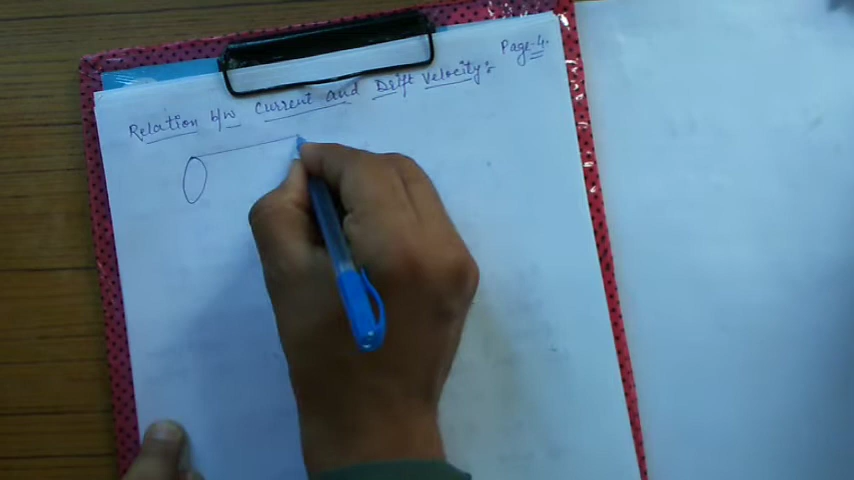 Page-4.
Relation b/w Current and Drift Velocity: